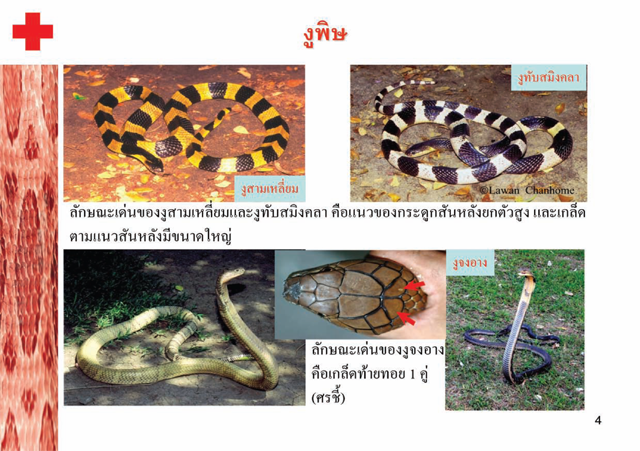 งูพิษ
งูทับสมิงคลา
งูสามเหลี่ยม
©Lawan Chanhome
ลักษณะเด่นของงูสามเหลี่ยมและงูทับสมิงคลา คือแนวของกระดูกสันหลังยกตัวสูง และเกล็ด
ตามแนวสันหลังมีขนาดใหญ่
งูจงอาง
ลักษณะเด่นของงูจงอาง
คือเกล็ดท้ายทอย 1 คู่
(ศรชี้)
4